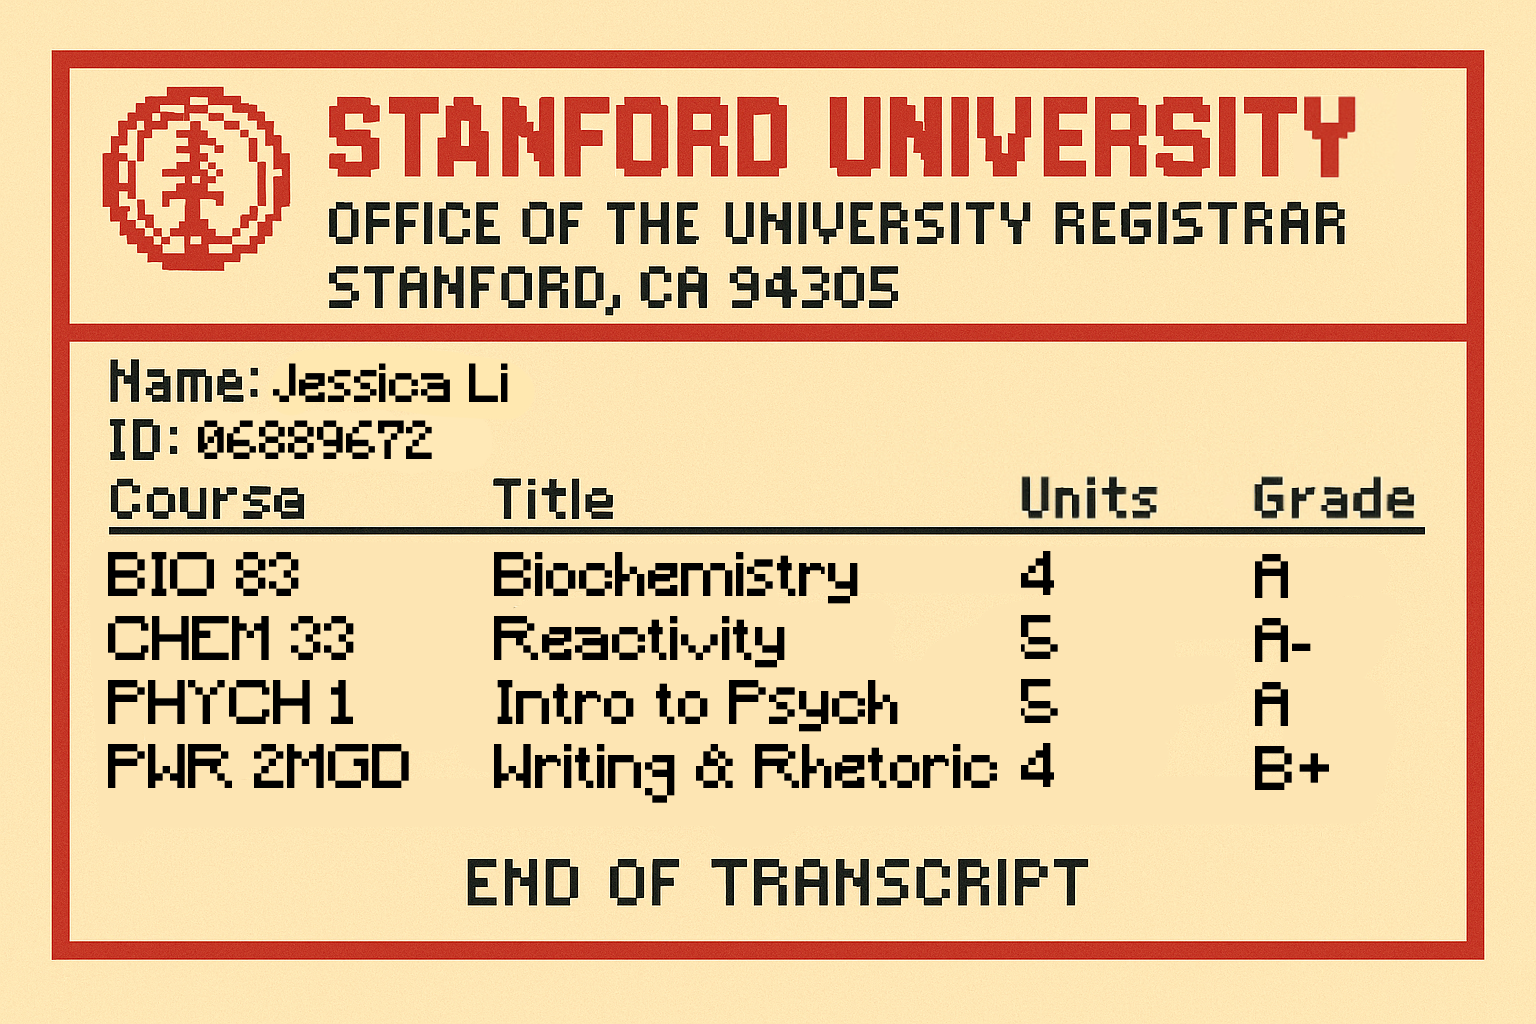 STANFORD UNIVERSITY
OFFICE OF THE UNIVERSITY REGISTRAR
STANFORD, CA 94305
Name: Jessica Li
ID: 06889672
Course Title Units Grade
BIO 83 Biochemistry 4 A
CHEM 33 Reactivity 5 A-
PHYCH 1 Intro to Psych 5 A
PWR 2MGD Writing & Rhetoric 4 B+
END OF TRANSCRIPT